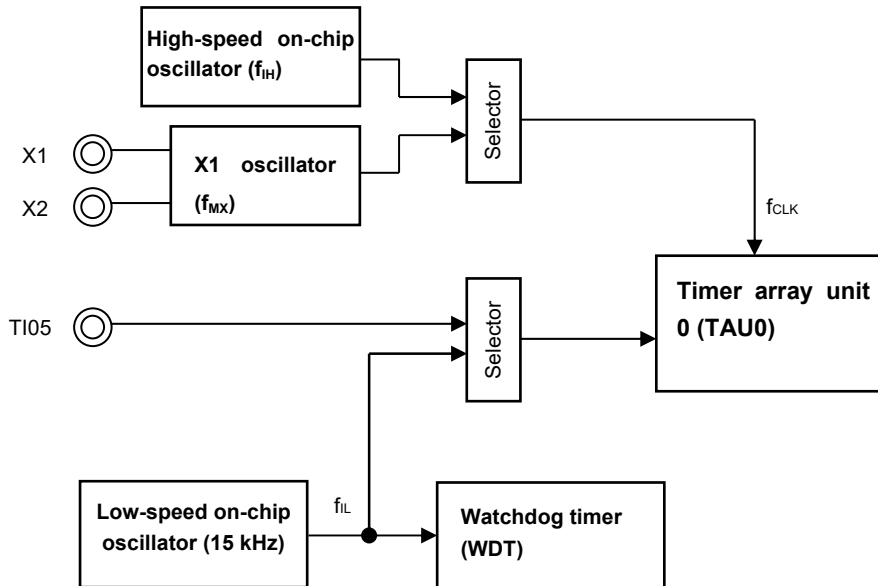 High-speed on-chip
oscillator (fIH)
Selector
X1
X2
X1 oscillator
(fMX)
fCLK
Timer array unit
0 (TAU0)
TI05
Selector
Low-speed on-chip
oscillator (15 kHz)
fIL
Watchdog timer
(WDT)